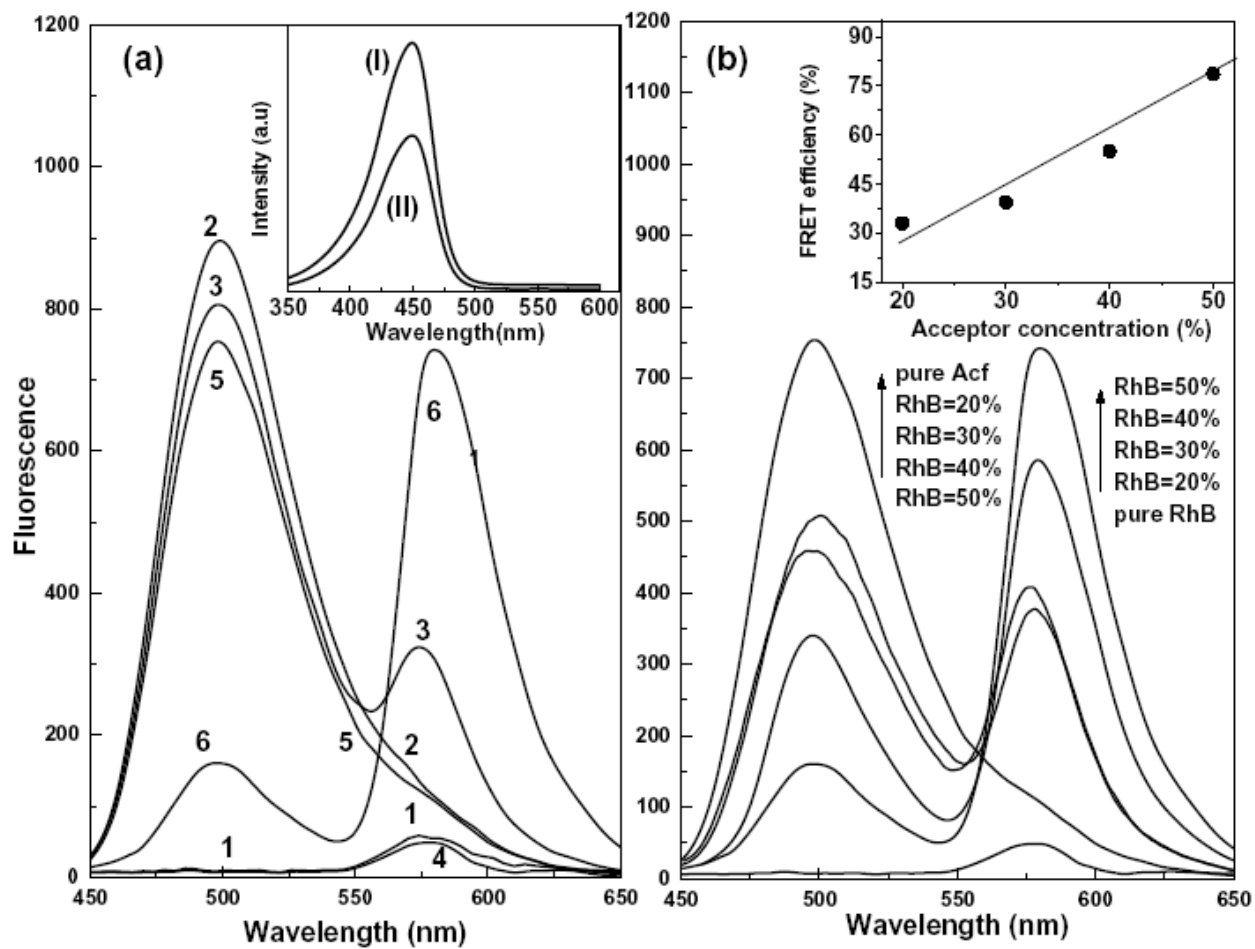 (a)
1200
1000
800
600
400
200
0
Fluorescence
450
500
550
600
650
Wavelength (nm)
2
3
5
6
1
3
6
5
2
1
1
4
(I)
(II)
Intensity (a.u)
350
400
450
500
550
600
Wavelength(nm)
(b)
1200
1100
1000
900
800
700
600
500
400
300
200
100
0
450
500
550
600
650
Wavelength (nm)
FRET efficiency (%)
90
75
60
45
30
15
20
30
40
50
Acceptor concentration (%)
pure Acf
RhB=20%
RhB=30%
RhB=40%
RhB=50%
RhB=50%
RhB=40%
RhB=30%
RhB=20%
pure RhB